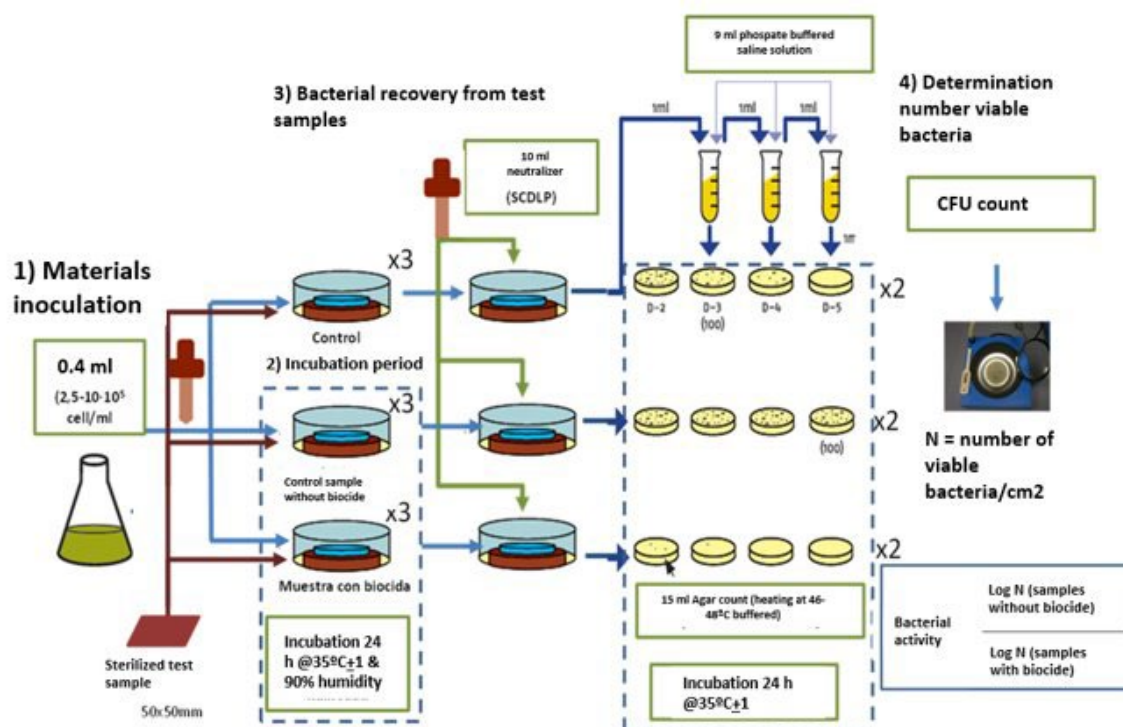 9 ml phospate buffered
saline solution
3) Bacterial recovery from test
samples
4) Determination
number viable
bacteria
1ml
1ml
1ml
10 ml
neutralizer
(SCDLP)
CFU count
1) Materials
inoculation
x3
Control
D-2
D-3
(100)
D-4
D-5
x2
0.4 ml
(2,5-10·10⁵
cell/ml
2) Incubation period
x3
Control sample
without biocide
(100)
x2
N = number of
viable
bacteria/cm2
x3
Muestra con biocida
x2
15 ml Agar count (heating at 46-
48ºC buffered)
Bacterial
activity
Log N (samples
without biocide)
Log N (samples
with biocide)
Incubation 24
h @35ºC±1 &
90% humidity
Incubation 24 h
@35ºC±1
Sterilized test
sample
50x50mm